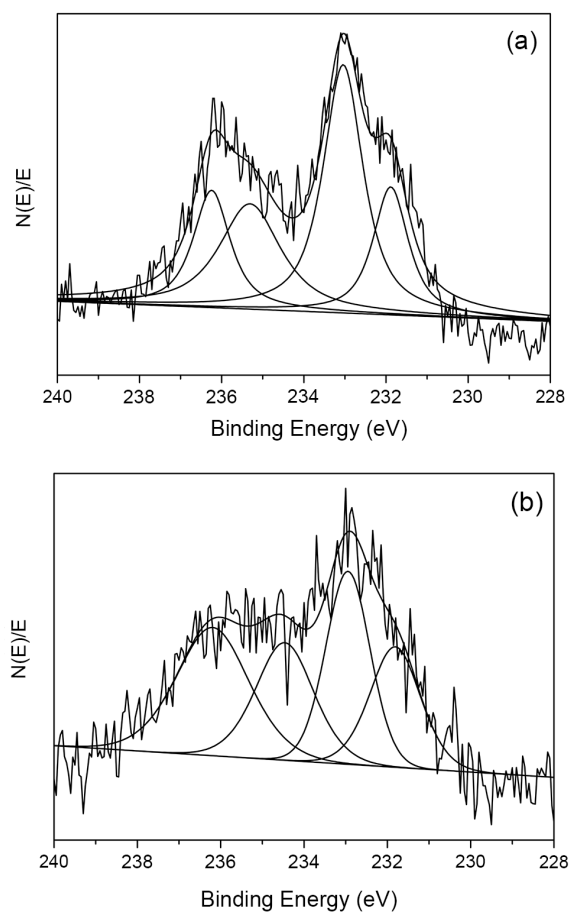 (a)
N(E)/E
240 238 236 234 232 230 228
Binding Energy (eV)
(b)
N(E)/E
240 238 236 234 232 230 228
Binding Energy (eV)